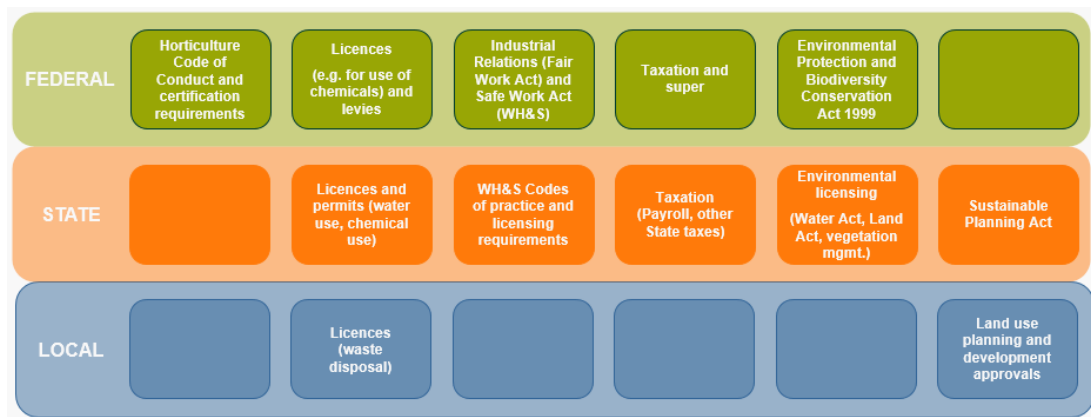 FEDERAL
Horticulture
Code of
Conduct and
certification
requirements
Licences
(e.g. for use of
chemicals) and
levies
Industrial
Relations (Fair
Work Act) and
Safe Work Act
(WH&S)
Taxation and
super
Environmental
Protection and
Biodiversity
Conservation
Act 1999
STATE
Licences and
permits (water
use, chemical
use)
WH&S Codes
of practice and
licensing
requirements
Taxation
(Payroll, other
State taxes)
Environmental
licensing
(Water Act, Land
Act, vegetation
mgmt.)
Sustainable
Planning Act
LOCAL
Licences
(waste
disposal)
Land use
planning and
development
approvals